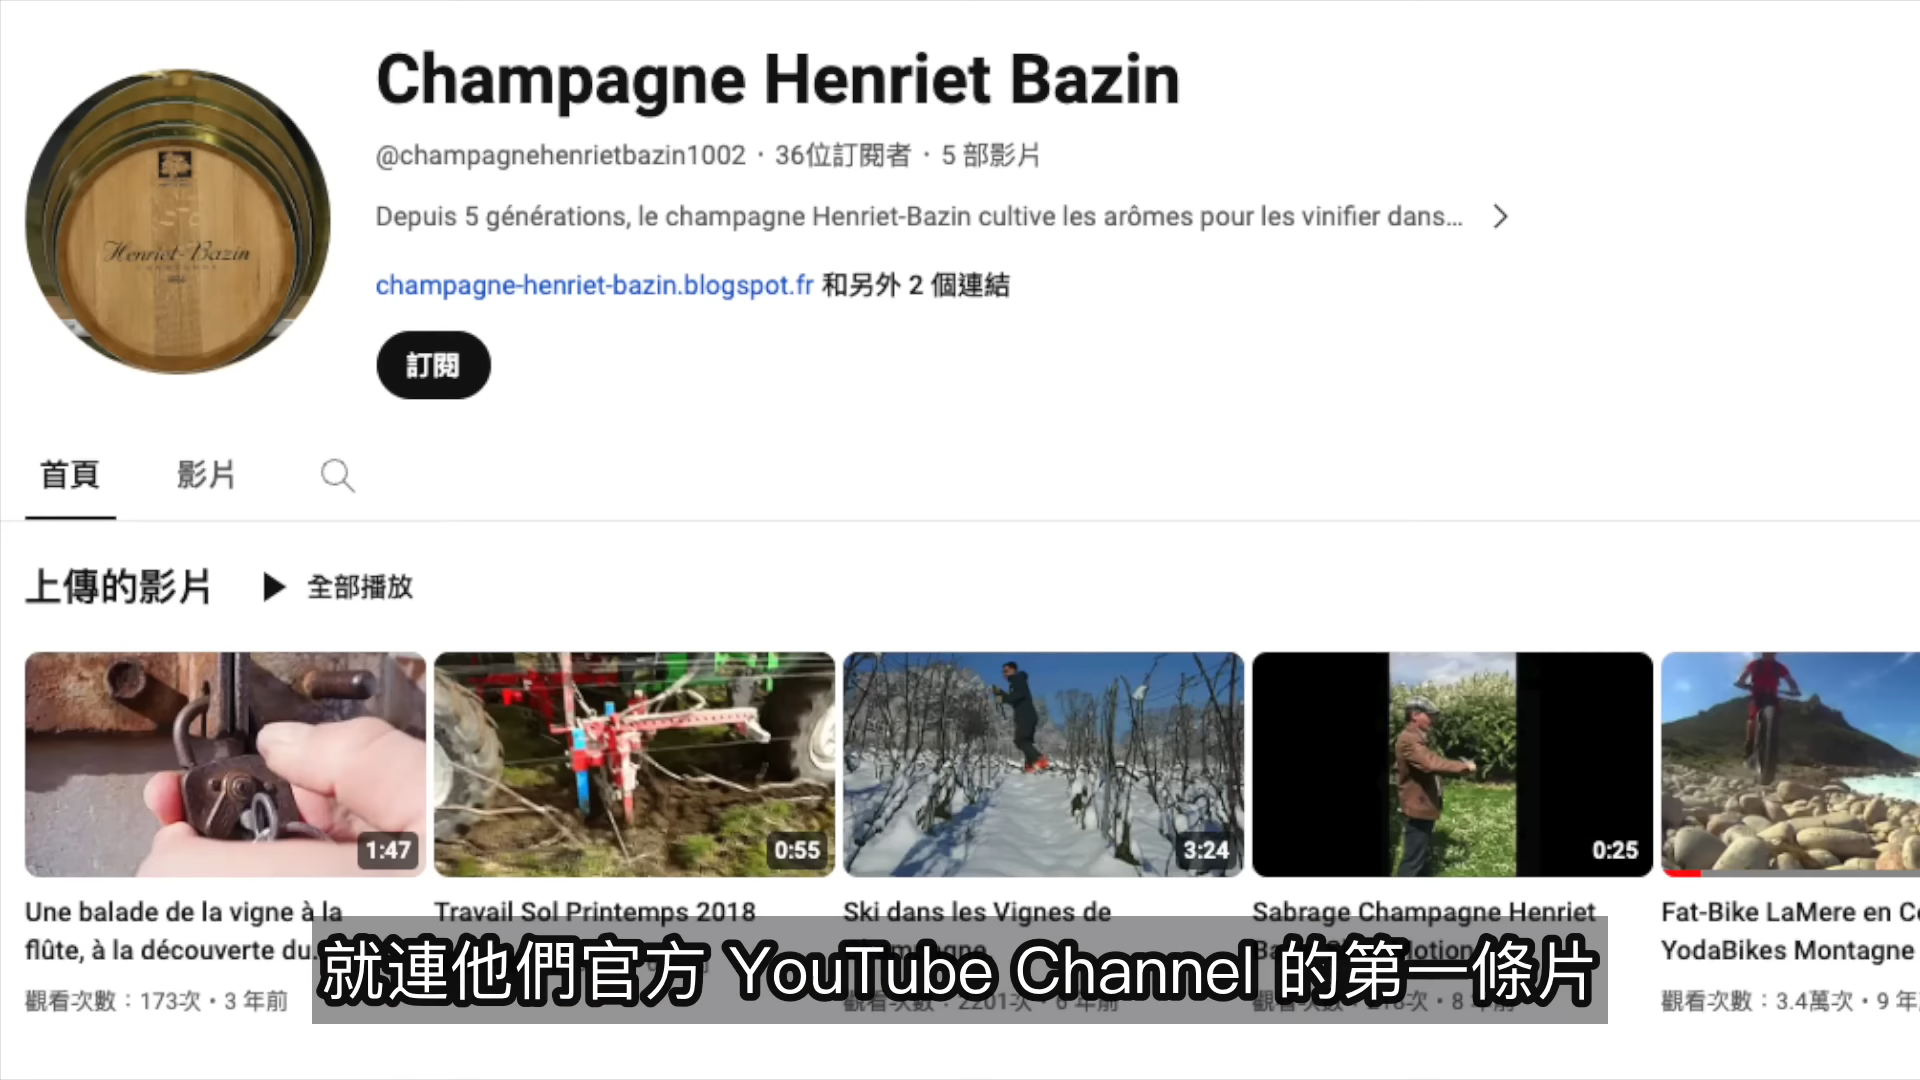 Champagne Henriet Bazin
@champagnehenrietbazin1002 · 36位訂閱者 · 5 部影片
Depuis 5 générations, le champagne Henriet-Bazin cultive les arômes pour les vinifier dans...
champagne-henriet-bazin.blogspot.fr 和另外 2 個連結
訂閱
Henriet-Bazin
首頁 影片
上傳的影片 全部播放
1:47
0:55
3:24
0:25
Une balade de la vigne à la
flûte, à la découverte du...
觀看次數：173次・3 年前
Travail Sol Printemps 2018
Ski dans les Vignes de
Sabrage Champagne Henriet
Fat-Bike LaMere en
YodaBikes Montagne
觀看次數：3.4萬次・9 年
就連他們官方 YouTube Channel 的第一條片